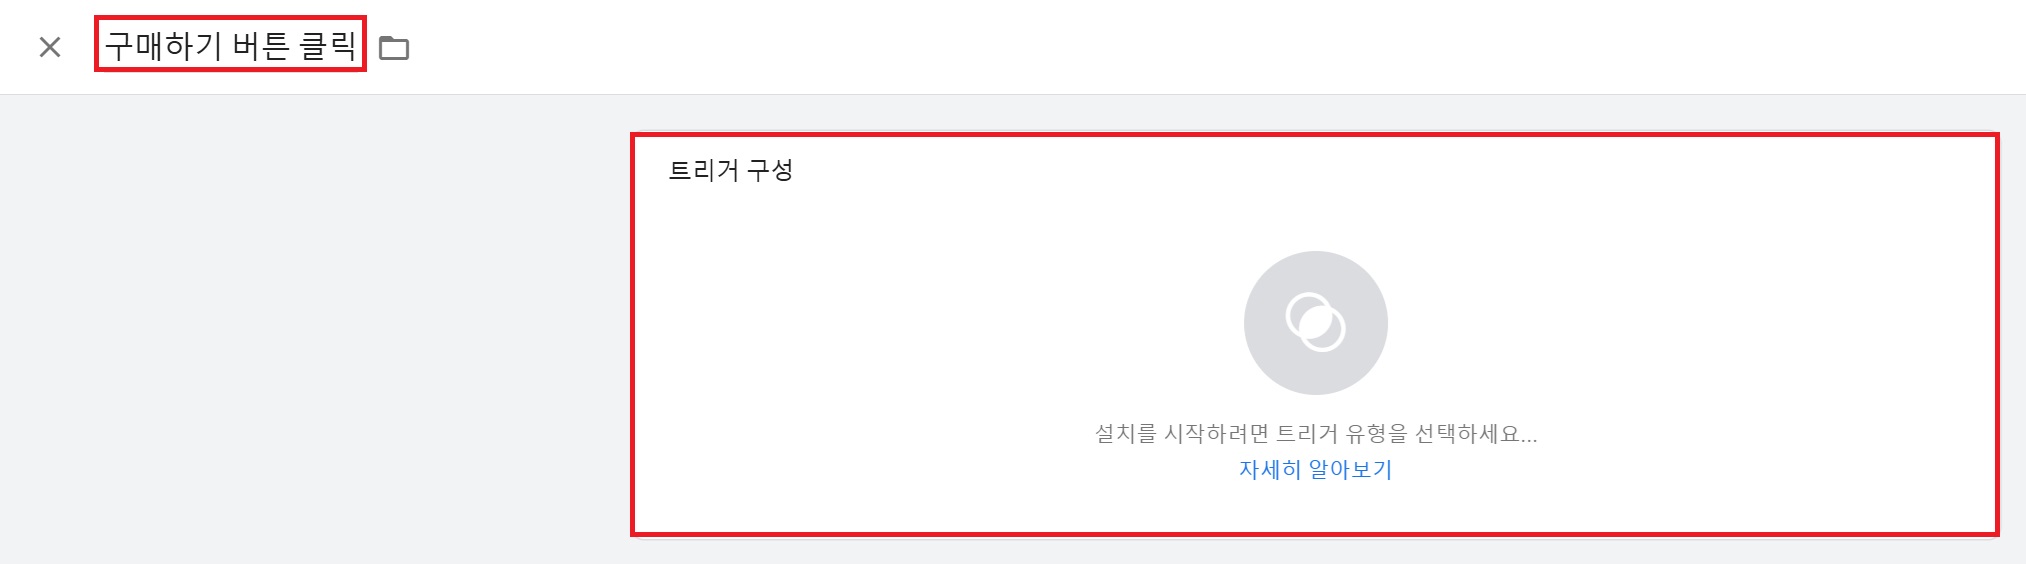 구매하기 버튼 클릭
트리거 구성
설치를 시작하려면 트리거 유형을 선택하세요...
자세히 알아보기